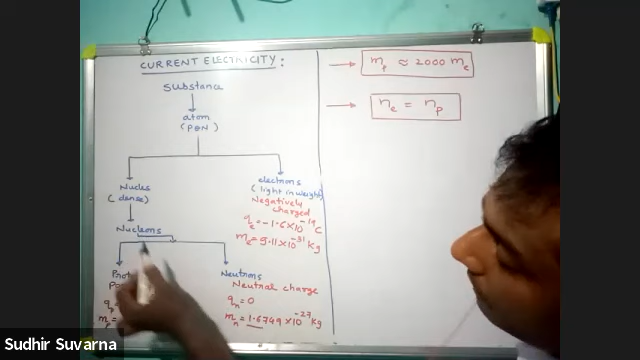 CURRENT ELECTRICITY :
Substance
atom
(P⊕N)
Nucleus
(dense)
Nucleons
electrons
(light in weight)
Negatively
charged
qe = -1.6×10⁻¹⁹ C
me = 9.11×10⁻³¹ Kg
Neutrons
Neutral charge
qn = 0
mn = 1.6749×10⁻²⁷ Kg
→ mp ≈ 2000 me
→ ne = np
Sudhir Suvarna